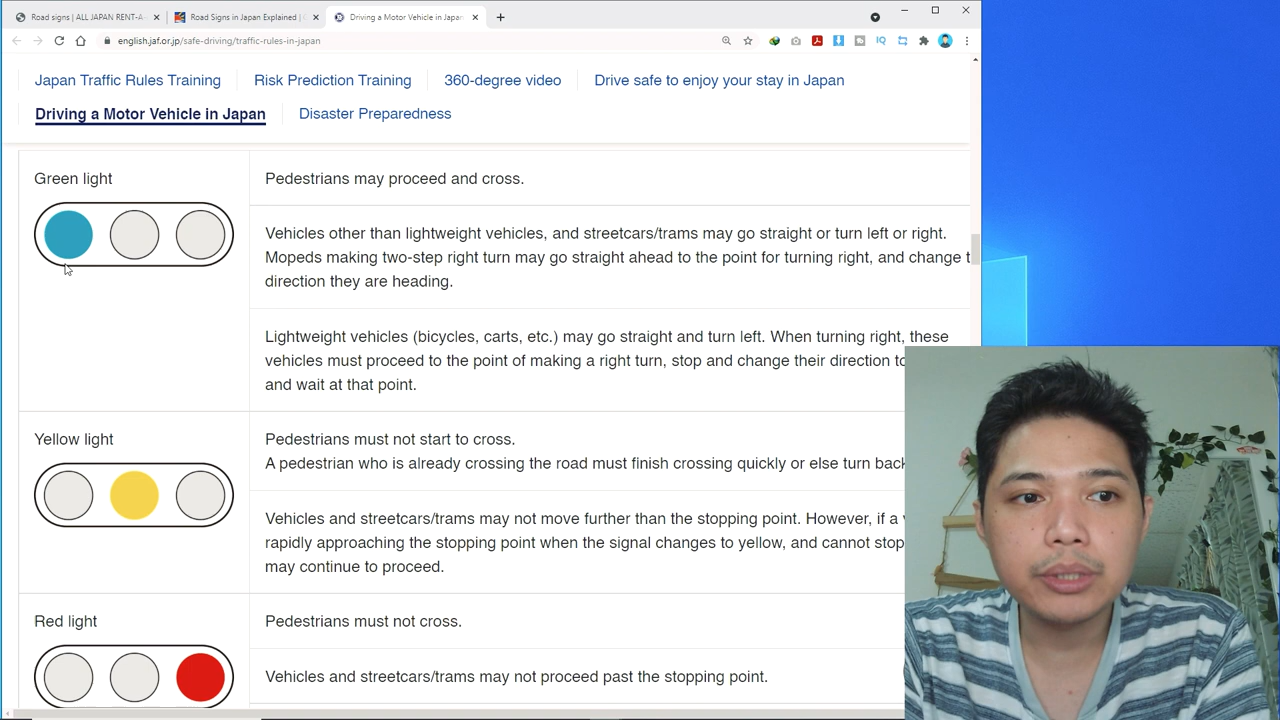 Road signs | ALL JAPAN RENT-A-
Road Signs in Japan Explained |
Driving a Motor Vehicle in Japan
english.jaf.or.jp/safe-driving/traffic-rules-in-japan
Japan Traffic Rules Training
Risk Prediction Training
360-degree video
Drive safe to enjoy your stay in Japan
Driving a Motor Vehicle in Japan
Disaster Preparedness
Green light
Pedestrians may proceed and cross.
Vehicles other than lightweight vehicles, and streetcars/trams may go straight or turn left or right.
Mopeds making two-step right turn may go straight ahead to the point for turning right, and change t
direction they are heading.
Lightweight vehicles (bicycles, carts, etc.) may go straight and turn left. When turning right, these
vehicles must proceed to the point of making a right turn, stop and change their direction to
and wait at that point.
Yellow light
Pedestrians must not start to cross.
A pedestrian who is already crossing the road must finish crossing quickly or else turn back
Vehicles and streetcars/trams may not move further than the stopping point. However, if a v
rapidly approaching the stopping point when the signal changes to yellow, and cannot stop
may continue to proceed.
Red light
Pedestrians must not cross.
Vehicles and streetcars/trams may not proceed past the stopping point.